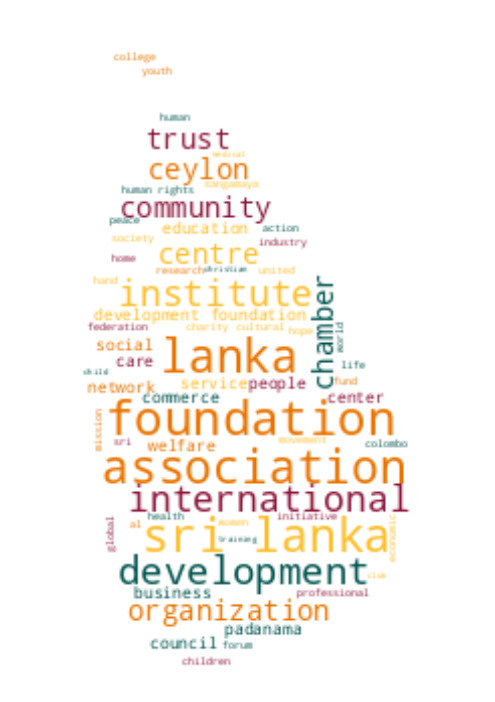 college
youth
human
trust
medical
ceylon
sangamaya
human rights
community
peace
education action
society
industry
centre
home
research christian united
hand
institute
chamber
development foundation
federation
charity cultural hope
world
social
lanka
care
life
child
network
service people
fund
commerce
center
foundation
mission
sri
welfare
movement
colombo
association
international
global
health
initiative
al
women
sri lanka
training
economic
development
club
business
professional
organization
padanama
council forum
children